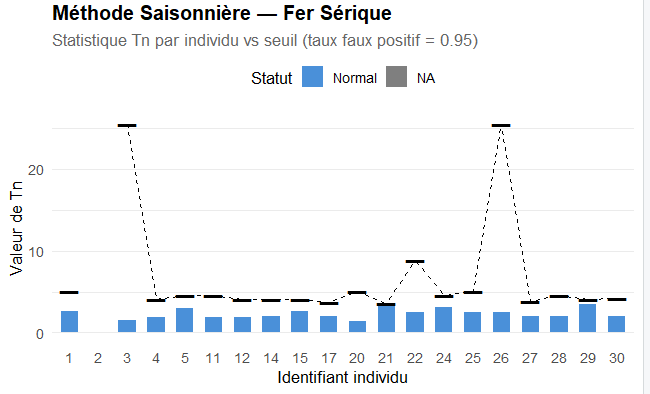 Méthode Saisonnière — Fer Sérique
Statistique Tn par individu vs seuil (taux faux positif = 0.95)
Statut Normal NA
Valeur de Tn
20
10
0
1 2 3 4 5 11 12 14 15 17 20 21 22 24 25 26 27 28 29 30
Identifiant individu